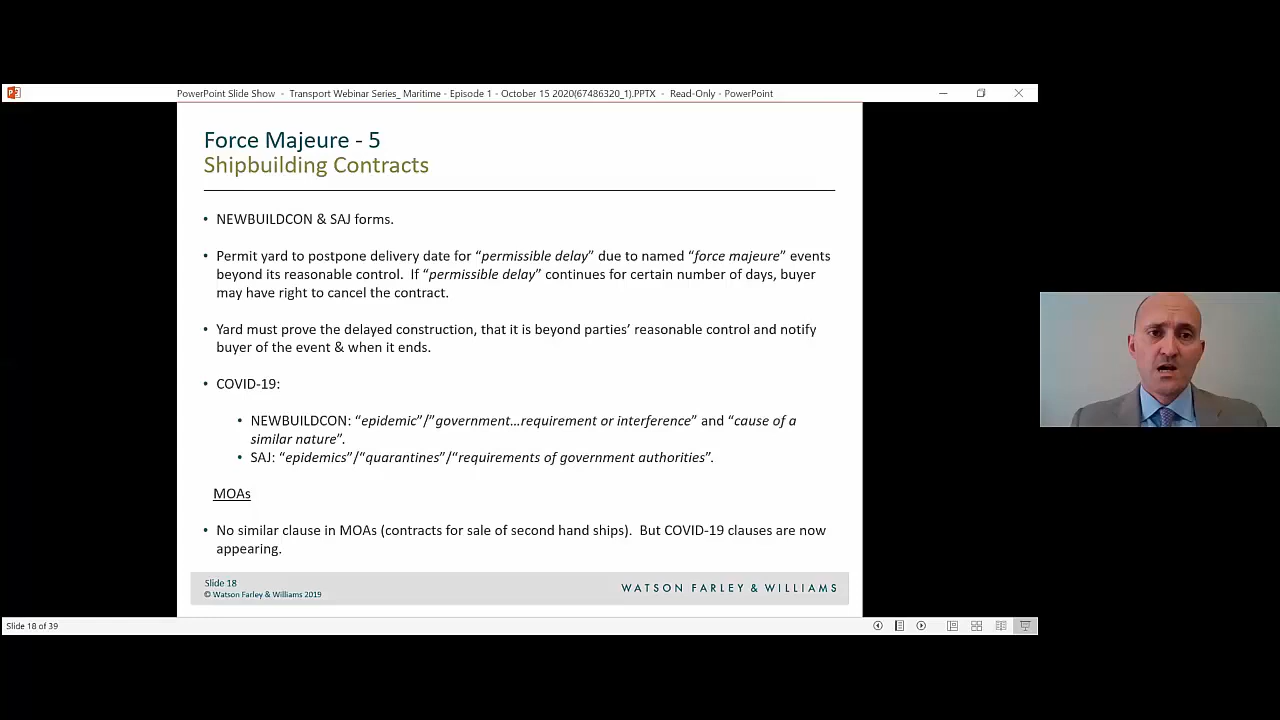 PowerPoint Slide Show - Transport Webinar Series_ Maritime - Episode 1 - October 15 2020(67486320_1).PPTX - Read-Only - PowerPoint
Force Majeure - 5
Shipbuilding Contracts
• NEWBUILDCON & SAJ forms.
• Permit yard to postpone delivery date for “permissible delay” due to named “force majeure” events
beyond its reasonable control. If “permissible delay” continues for certain number of days, buyer
may have right to cancel the contract.
• Yard must prove the delayed construction, that it is beyond parties’ reasonable control and notify
buyer of the event & when it ends.
• COVID-19:
• NEWBUILDCON: “epidemic”/”government…requirement or interference” and “cause of a
similar nature”.
• SAJ: “epidemics”/“quarantines”/“requirements of government authorities”.
MOAs
• No similar clause in MOAs (contracts for sale of second hand ships). But COVID-19 clauses are now
appearing.
Slide 18
© Watson Farley & Williams 2019
WATSON FARLEY & WILLIAMS
Slide 18 of 39